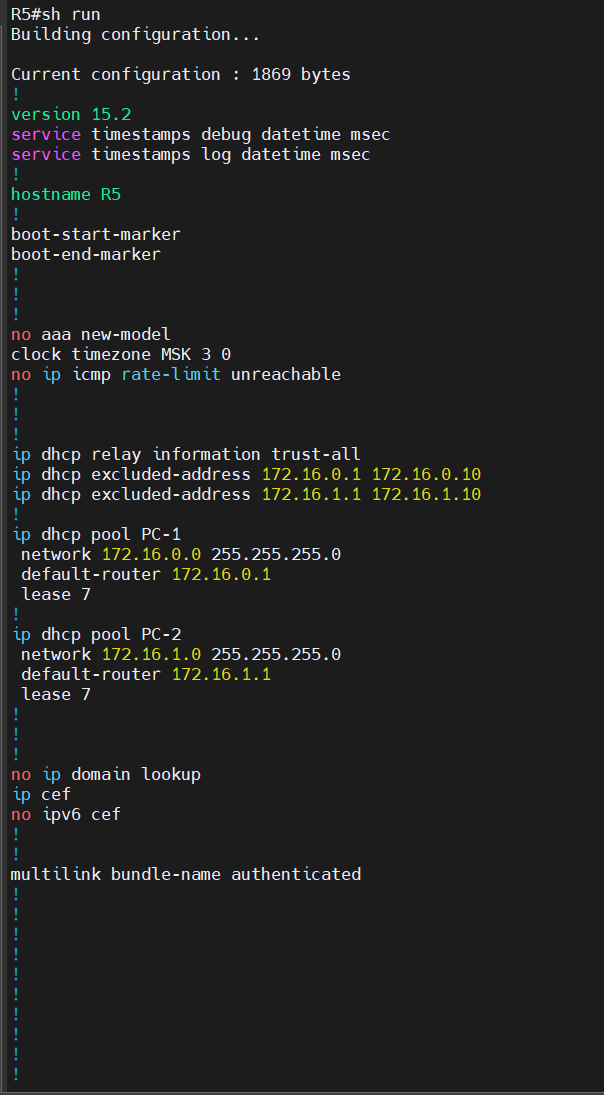 R5#sh run
Building configuration...
Current configuration : 1869 bytes
!
version 15.2
service timestamps debug datetime msec
service timestamps log datetime msec
!
hostname R5
!
boot-start-marker
boot-end-marker
!
!
!
no aaa new-model
clock timezone MSK 3 0
no ip icmp rate-limit unreachable
!
!
!
ip dhcp relay information trust-all
ip dhcp excluded-address 172.16.0.1 172.16.0.10
ip dhcp excluded-address 172.16.1.1 172.16.1.10
!
ip dhcp pool PC-1
 network 172.16.0.0 255.255.255.0
 default-router 172.16.0.1
 lease 7
!
ip dhcp pool PC-2
 network 172.16.1.0 255.255.255.0
 default-router 172.16.1.1
 lease 7
!
!
!
no ip domain lookup
ip cef
no ipv6 cef
!
!
multilink bundle-name authenticated
!
!
!
!
!
!
!
!
!
!